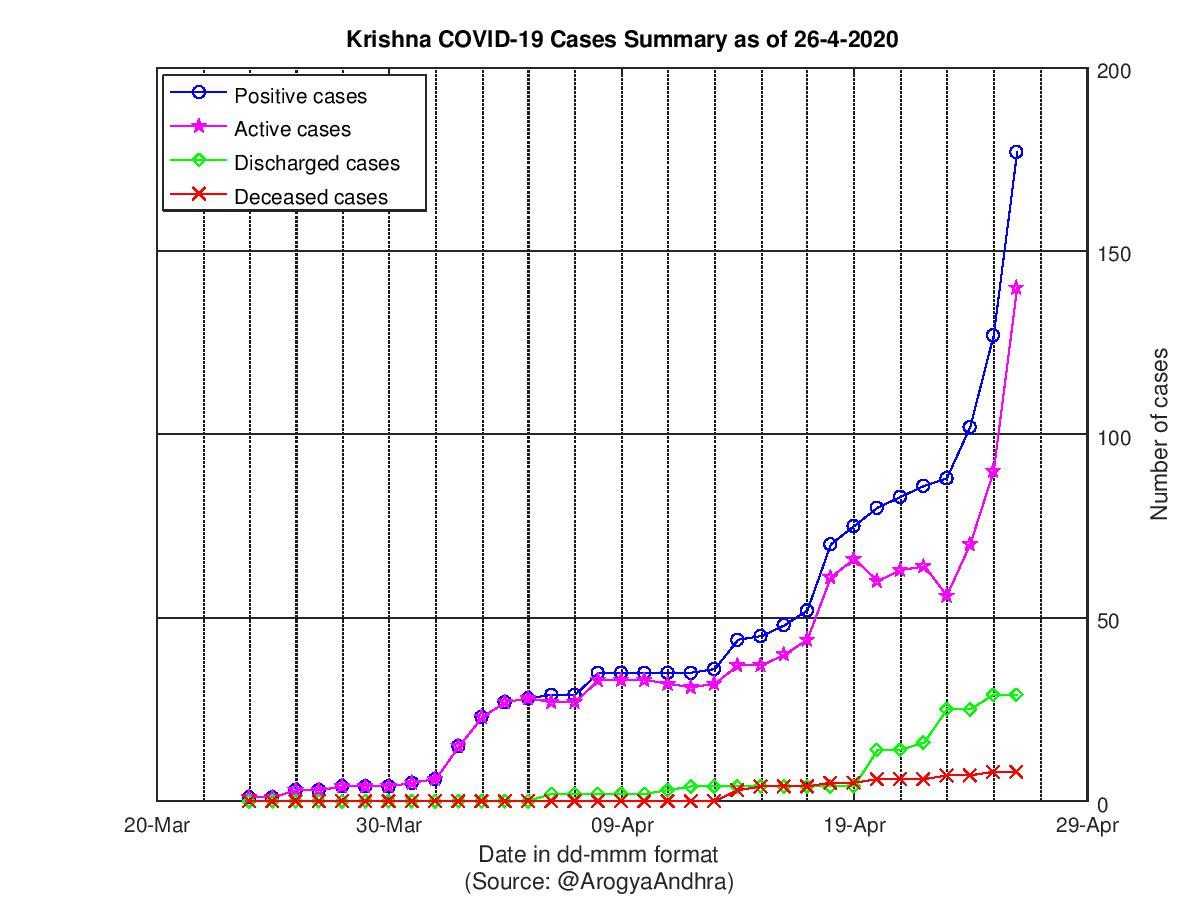 Krishna COVID-19 Cases Summary as of 26-4-2020
Positive cases
Active cases
Discharged cases
Deceased cases
200
150
100
50
0
Number of cases
20-Mar 30-Mar 09-Apr 19-Apr 29-Apr
Date in dd-mmm format
(Source: @ArogyaAndhra)